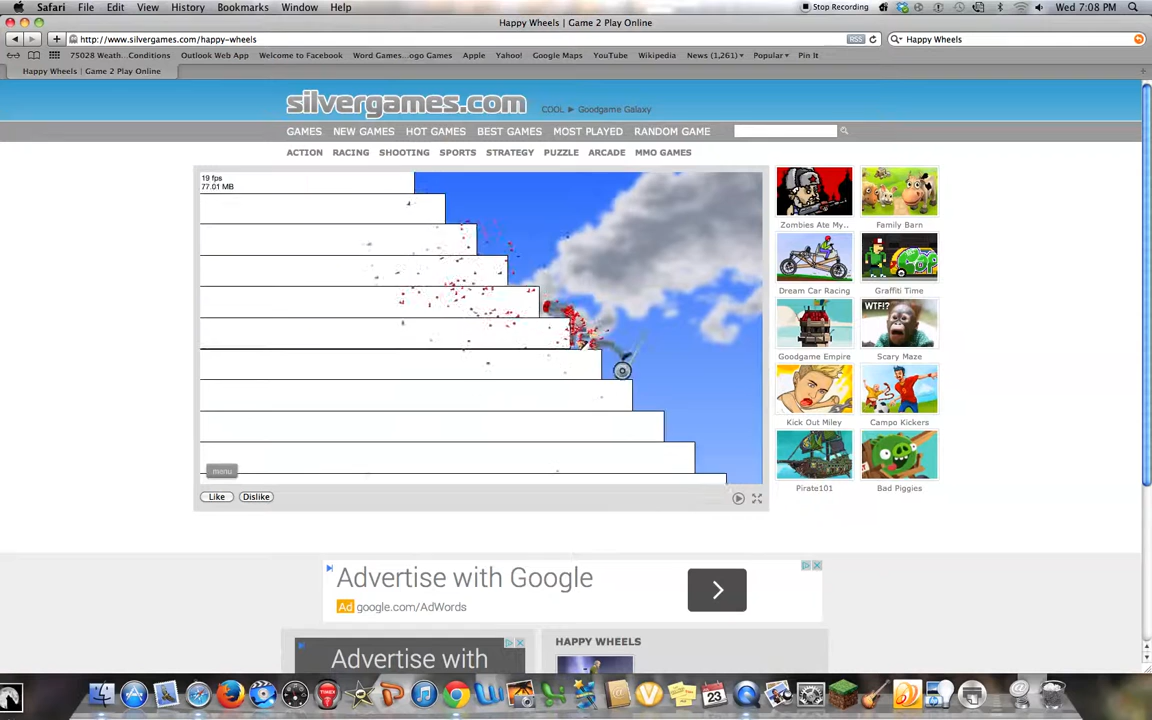 Safari File Edit View History Bookmarks Window Help Stop Recording Wed 7:08 PM
Happy Wheels | Game 2 Play Online
http://www.silvergames.com/happy-wheels RSS Happy Wheels
75028 Weath...Conditions Outlook Web App Welcome to Facebook Word Games...ogo Games Apple Yahoo! Google Maps YouTube Wikipedia News (1,261) Popular Pin It
Happy Wheels | Game 2 Play Online
silvergames.com COOL ► Goodgame Galaxy
GAMES NEW GAMES HOT GAMES BEST GAMES MOST PLAYED RANDOM GAME
ACTION RACING SHOOTING SPORTS STRATEGY PUZZLE ARCADE MMO GAMES
19 fps
77.01 MB
Zombies Ate My.. Family Barn
Dream Car Racing Graffiti Time
WTF!?
Goodgame Empire Scary Maze
Kick Out Miley Campo Kickers
menu
Pirate101 Bad Piggies
Like Dislike
Advertise with Google
Ad google.com/AdWords
HAPPY WHEELS
Advertise with
23